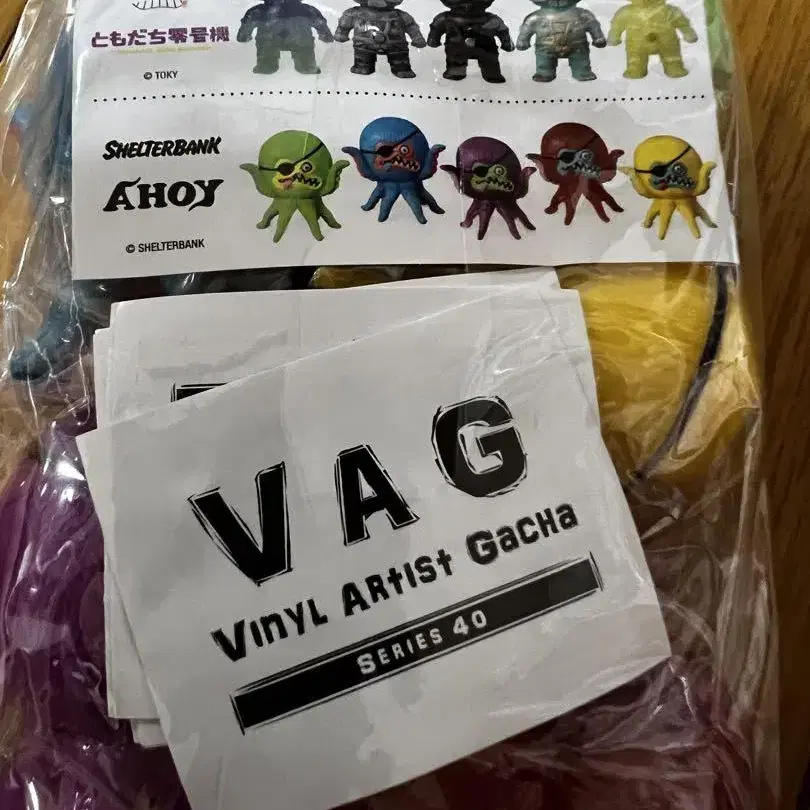 ともだち零号機
© TOKY
SHELTERBANK
AHOY
© SHELTERBANK
VAG
VINYL ARTIST GACHA
SERIES 40